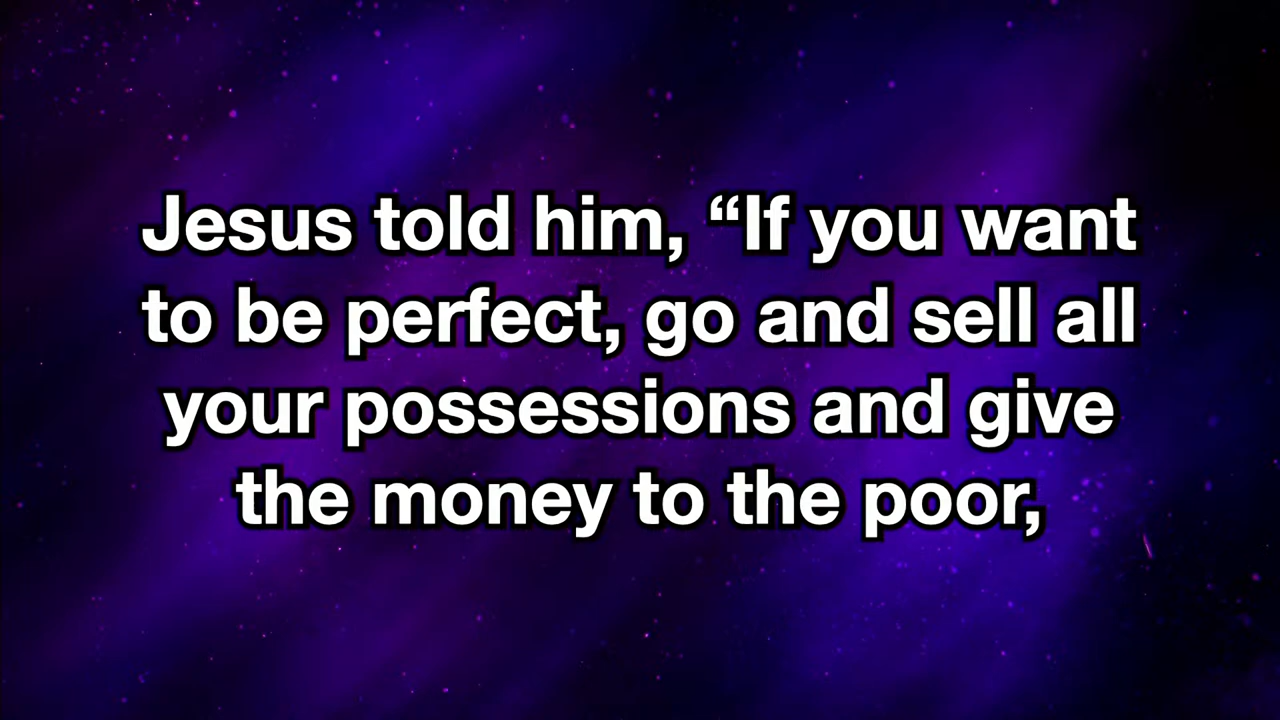 Jesus told him, “If you want
to be perfect, go and sell all
your possessions and give
the money to the poor,